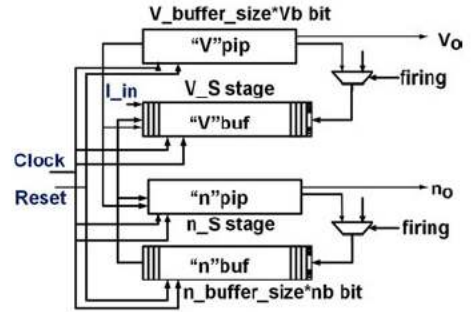 V_buffer_size*Vb bit
"V"pip
Vo
firing
I_in
V_S stage
"V"buf
Clock
Reset
"n"pip
no
n_S stage
firing
"n"buf
n_buffer_size*nb bit